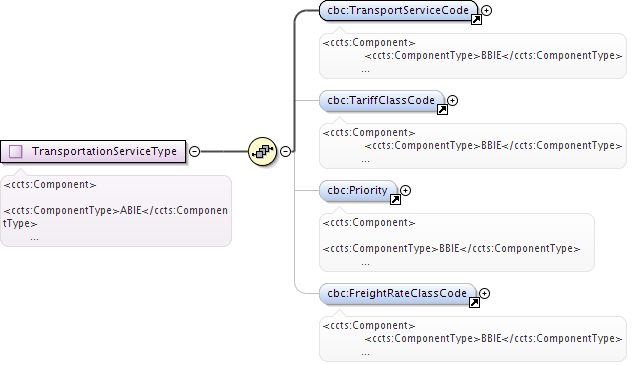 cbc:TransportServiceCode
<ccts:Component>
<ccts:ComponentType>BBIE</ccts:ComponentType>
...
cbc:TariffClassCode
<ccts:Component>
<ccts:ComponentType>BBIE</ccts:ComponentType>
...
TransportationServiceType
<ccts:Component>
<ccts:ComponentType>ABIE</ccts:Componen
tType>
...
cbc:Priority
<ccts:Component>
<ccts:ComponentType>BBIE</ccts:ComponentType>
...
cbc:FreightRateClassCode
<ccts:Component>
<ccts:ComponentType>BBIE</ccts:ComponentType>
...